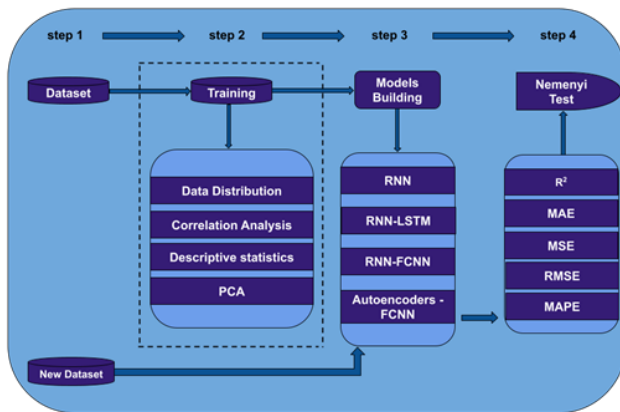 step 1
step 2
step 3
step 4
Dataset
Training
Models
Building
Nemenyi
Test
Data Distribution
Correlation Analysis
Descriptive statistics
PCA
RNN
RNN-LSTM
RNN-FCNN
Autoencoders -
FCNN
R²
MAE
MSE
RMSE
MAPE
New Dataset